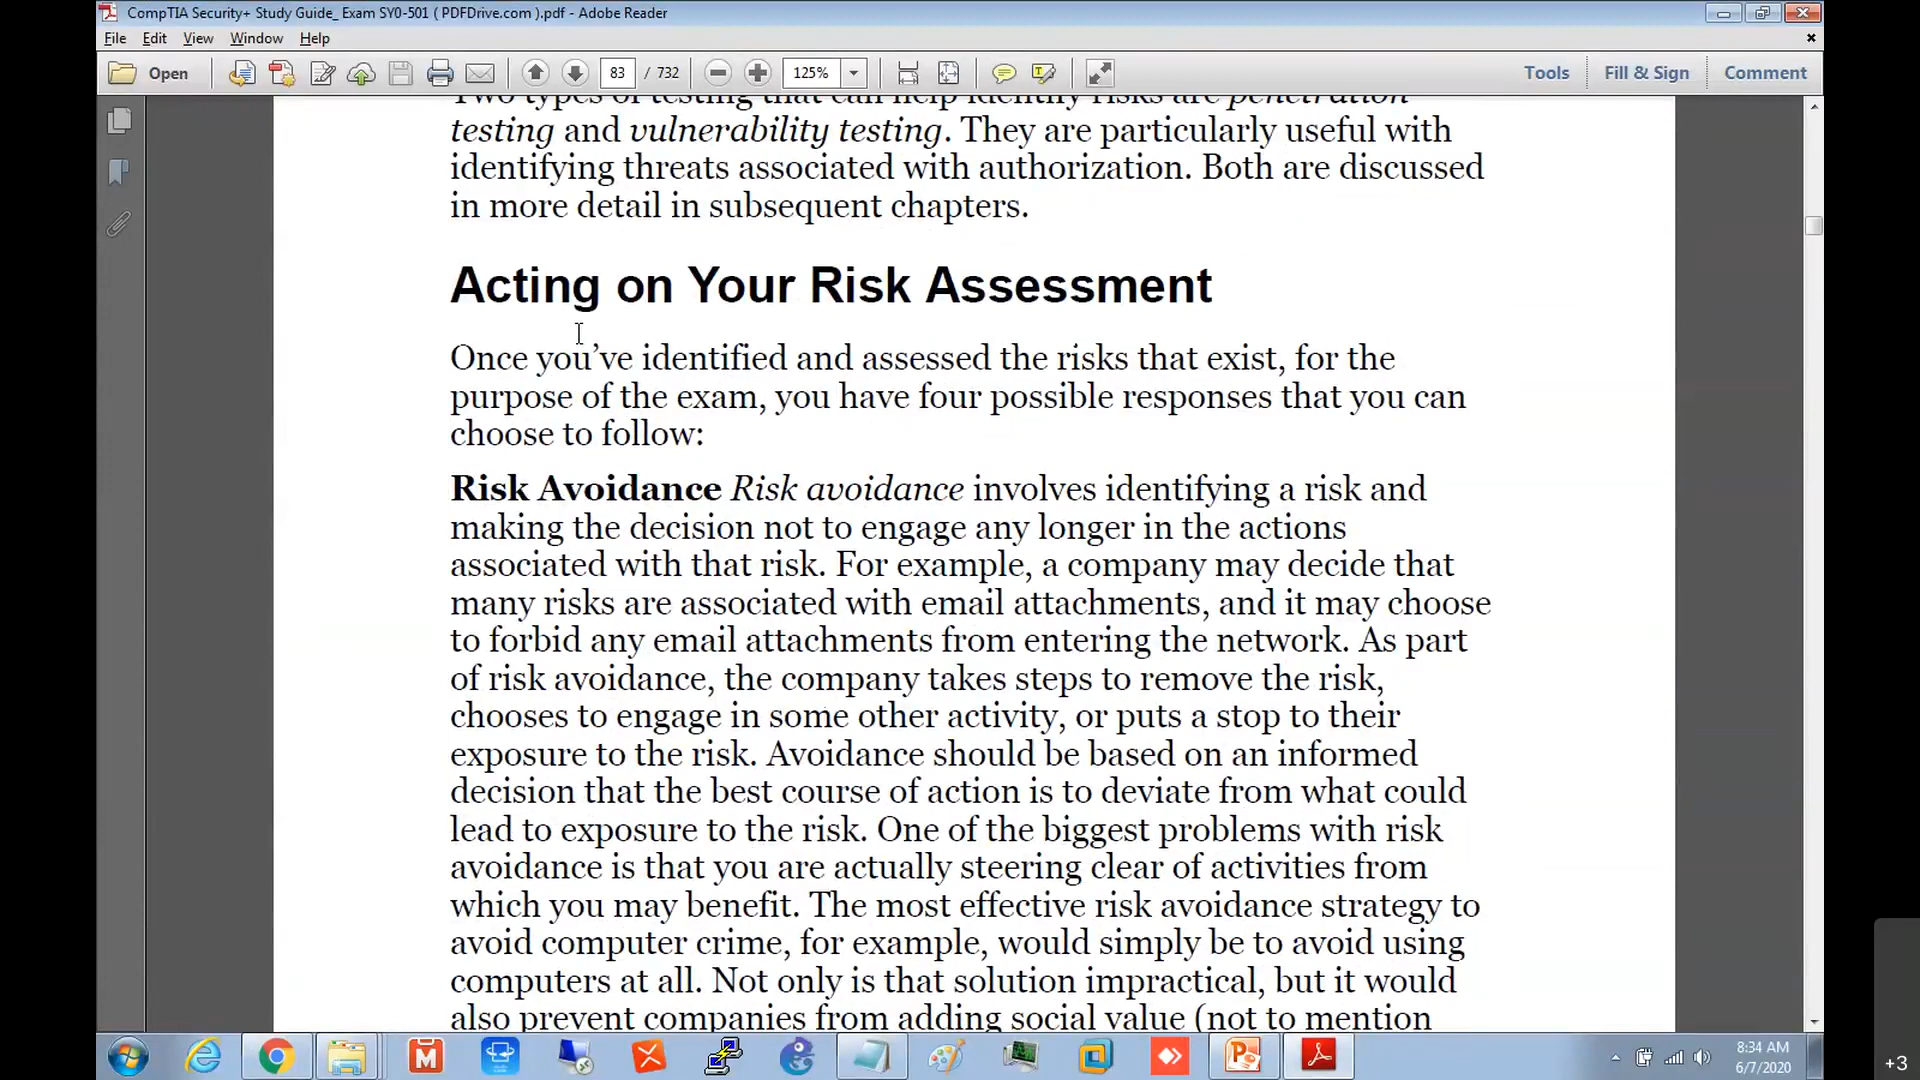 CompTIA Security+ Study Guide_ Exam SY0-501 ( PDFDrive.com ).pdf - Adobe Reader
File Edit View Window Help
Open 83 / 732 125% Tools Fill & Sign Comment
Two types of testing that can help identify risks are penetration
testing and vulnerability testing. They are particularly useful with
identifying threats associated with authorization. Both are discussed
in more detail in subsequent chapters.
Acting on Your Risk Assessment
Once you’ve identified and assessed the risks that exist, for the
purpose of the exam, you have four possible responses that you can
choose to follow:
Risk Avoidance Risk avoidance involves identifying a risk and
making the decision not to engage any longer in the actions
associated with that risk. For example, a company may decide that
many risks are associated with email attachments, and it may choose
to forbid any email attachments from entering the network. As part
of risk avoidance, the company takes steps to remove the risk,
chooses to engage in some other activity, or puts a stop to their
exposure to the risk. Avoidance should be based on an informed
decision that the best course of action is to deviate from what could
lead to exposure to the risk. One of the biggest problems with risk
avoidance is that you are actually steering clear of activities from
which you may benefit. The most effective risk avoidance strategy to
avoid computer crime, for example, would simply be to avoid using
computers at all. Not only is that solution impractical, but it would
also prevent companies from adding social value (not to mention
8:34 AM
6/7/2020
+3